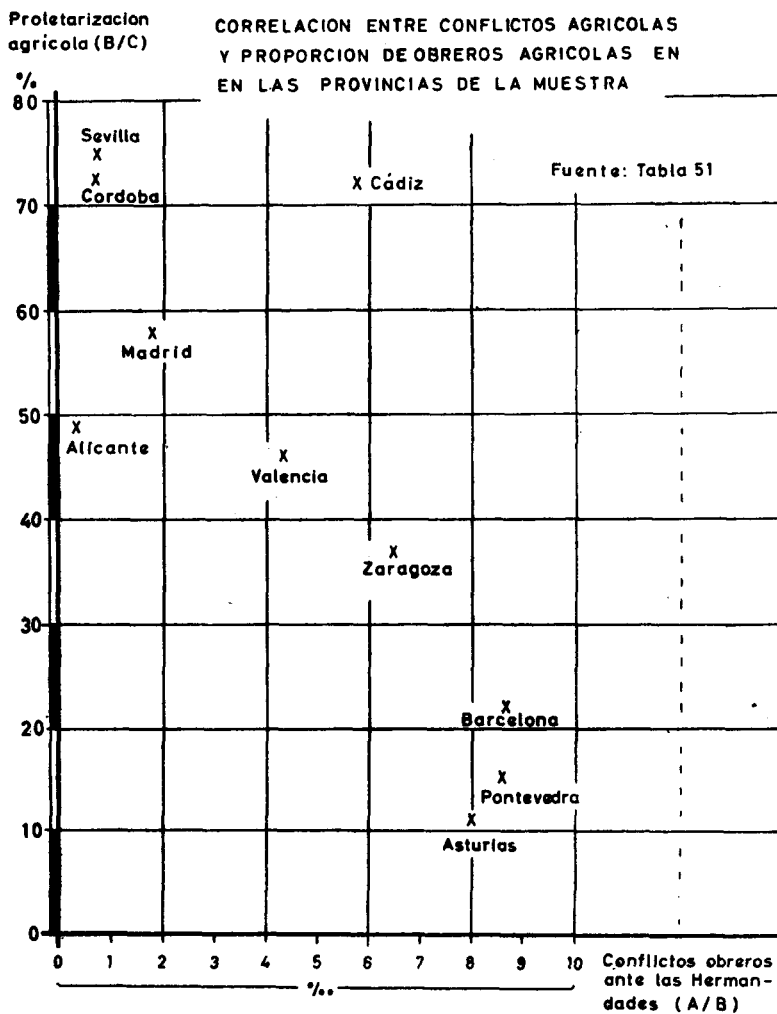 Proletarizacion
agrícola (B/C)
%
CORRELACION ENTRE CONFLICTOS AGRICOLAS
Y PROPORCION DE OBREROS AGRICOLAS EN
EN LAS PROVINCIAS DE LA MUESTRA
80
Sevilla
Cordoba
Cádiz
Fuente: Tabla 51
70
60
Madrid
50
Alicante
Valencia
40
Zaragoza
30
Barcelona
20
Pontevedra
10
Asturias
0
0 1 2 3 4 5 6 7 8 9 10
%..
Conflictos obreros
ante las Herman-
dades (A/B)